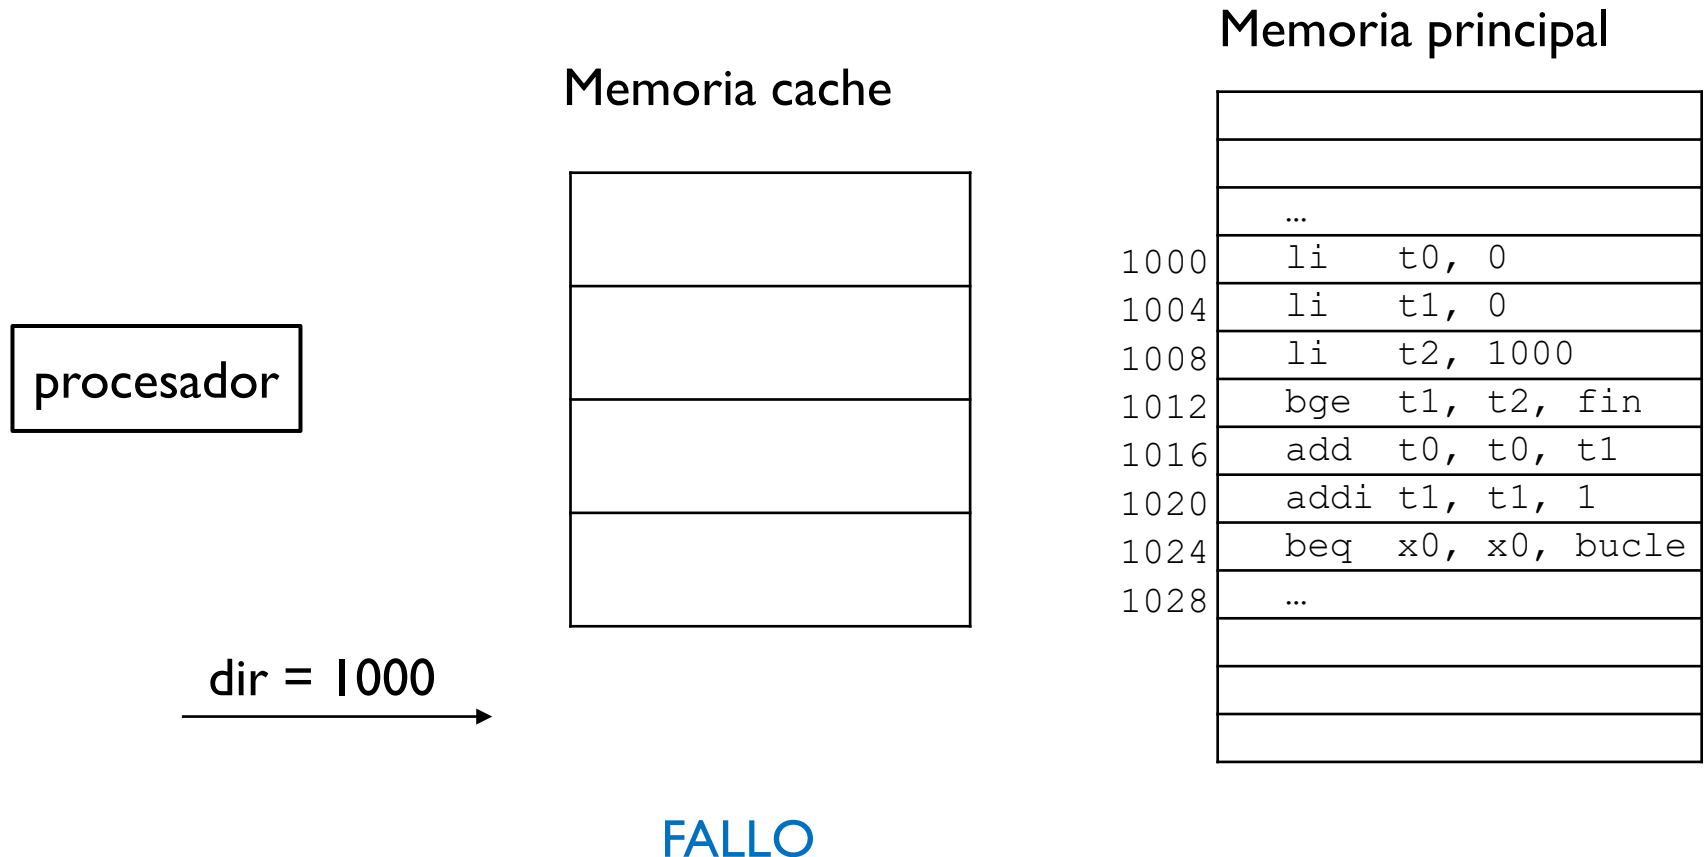 Memoria principal
Memoria cache
…
1000 li t0, 0
1004 li t1, 0
1008 li t2, 1000
procesador
1012 bge t1, t2, fin
1016 add t0, t0, t1
1020 addi t1, t1, 1
1024 beq x0, x0, bucle
1028 …
dir = 1000
FALLO